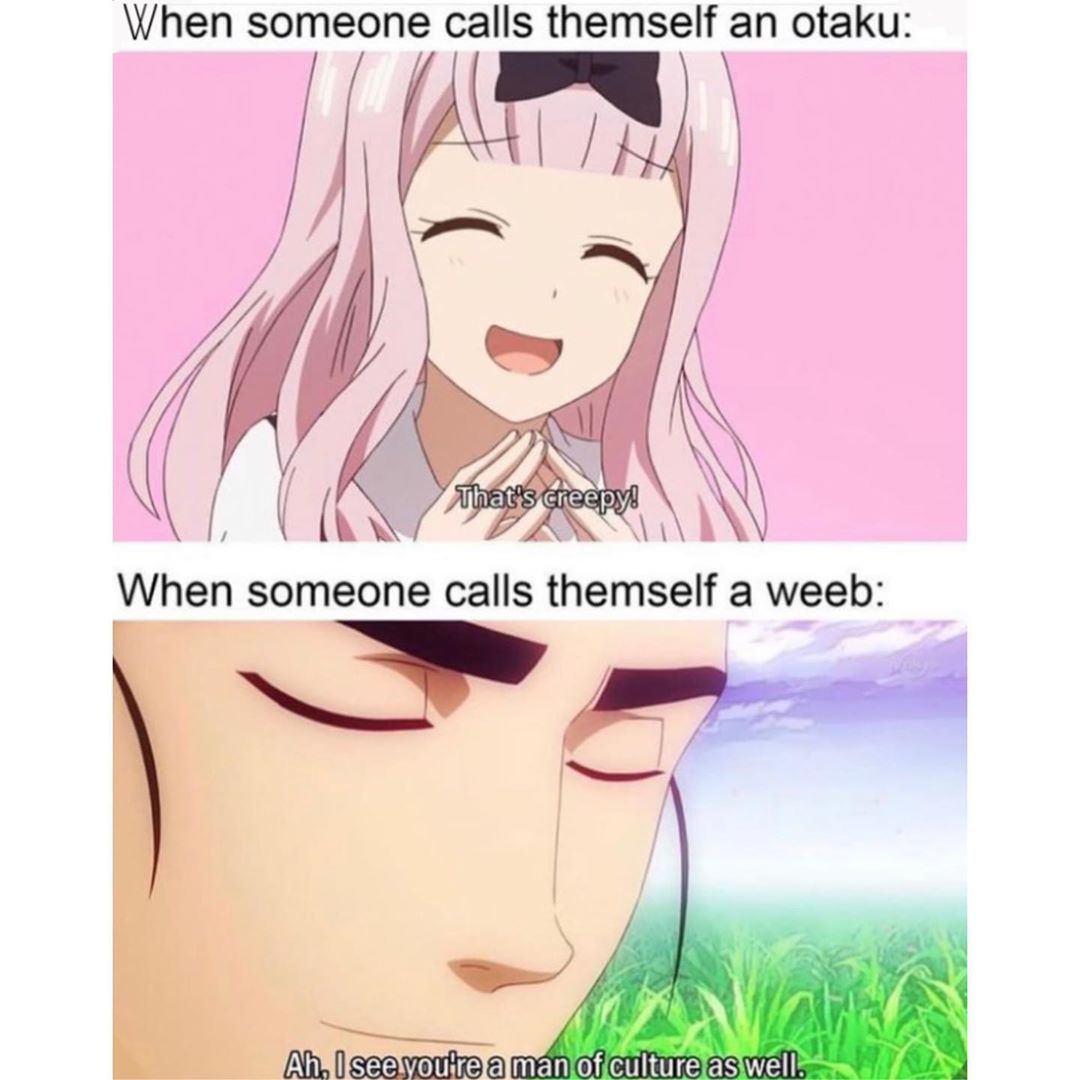 When someone calls themself an otaku:
That's creepy!
When someone calls themself a weeb:
Ah, I see you're a man of culture as well.